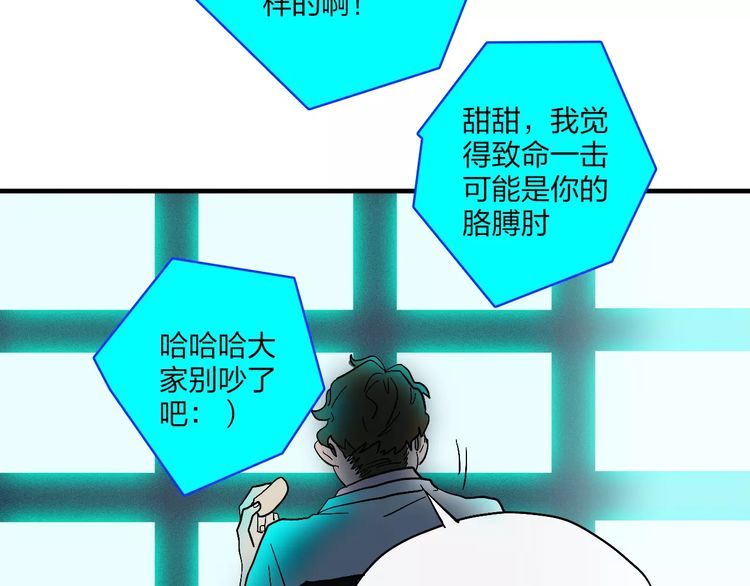 样的啊！
甜甜，我觉
得致命一击
可能是你的
胳膊肘
哈哈哈大
家别吵了
吧：）